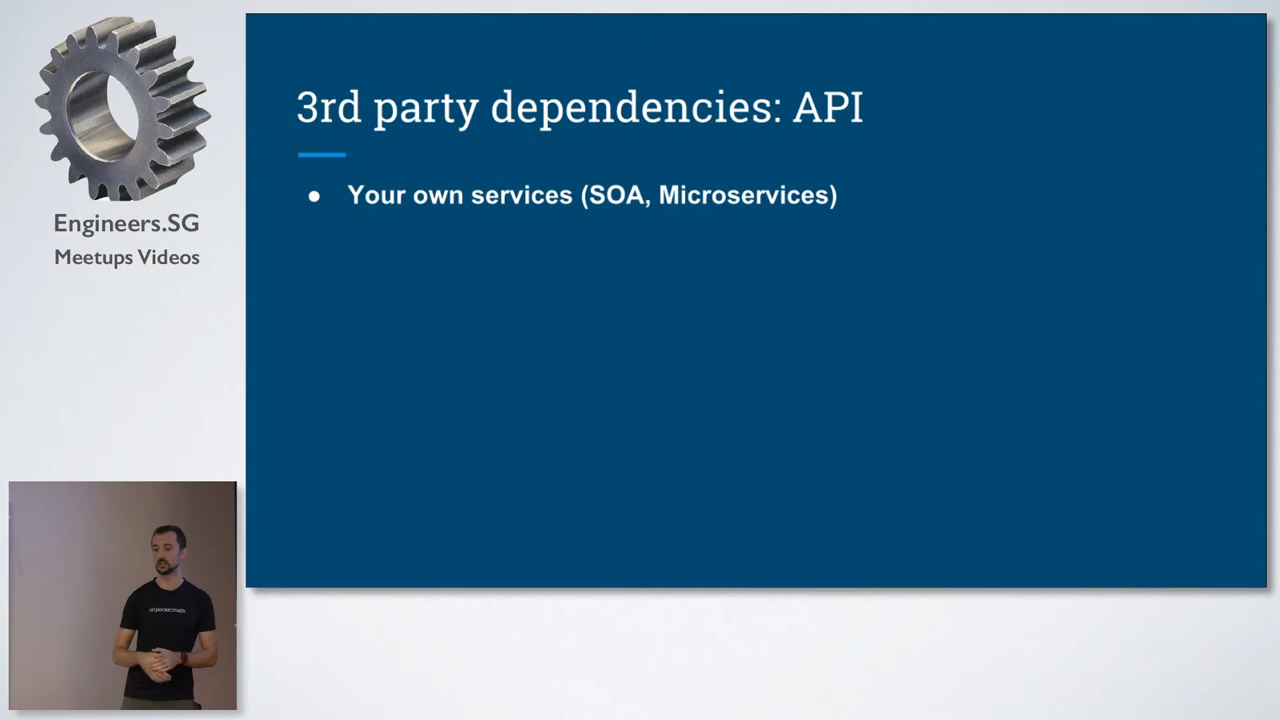 Engineers.SG
Meetups Videos
3rd party dependencies: API
● Your own services (SOA, Microservices)